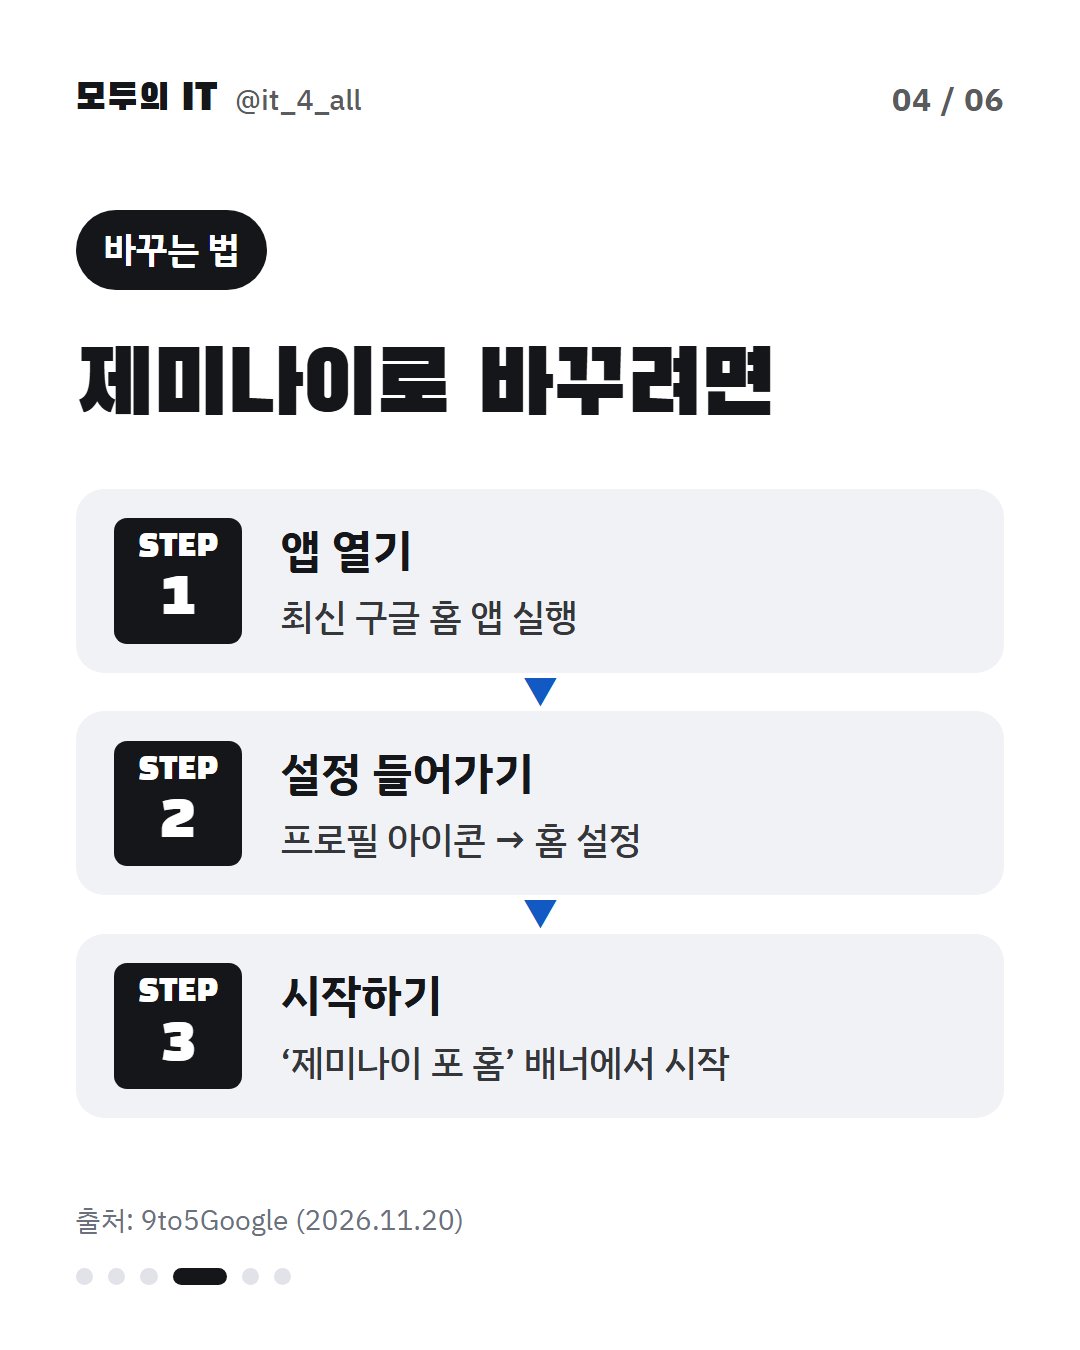 모두의 IT @it_4_all
04 / 06
바꾸는 법
제미나이로 바꾸려면
STEP 1
앱 열기
최신 구글 홈 앱 실행
▼
STEP 2
설정 들어가기
프로필 아이콘 → 홈 설정
▼
STEP 3
시작하기
‘제미나이 포 홈’ 배너에서 시작
출처: 9to5Google (2026.11.20)